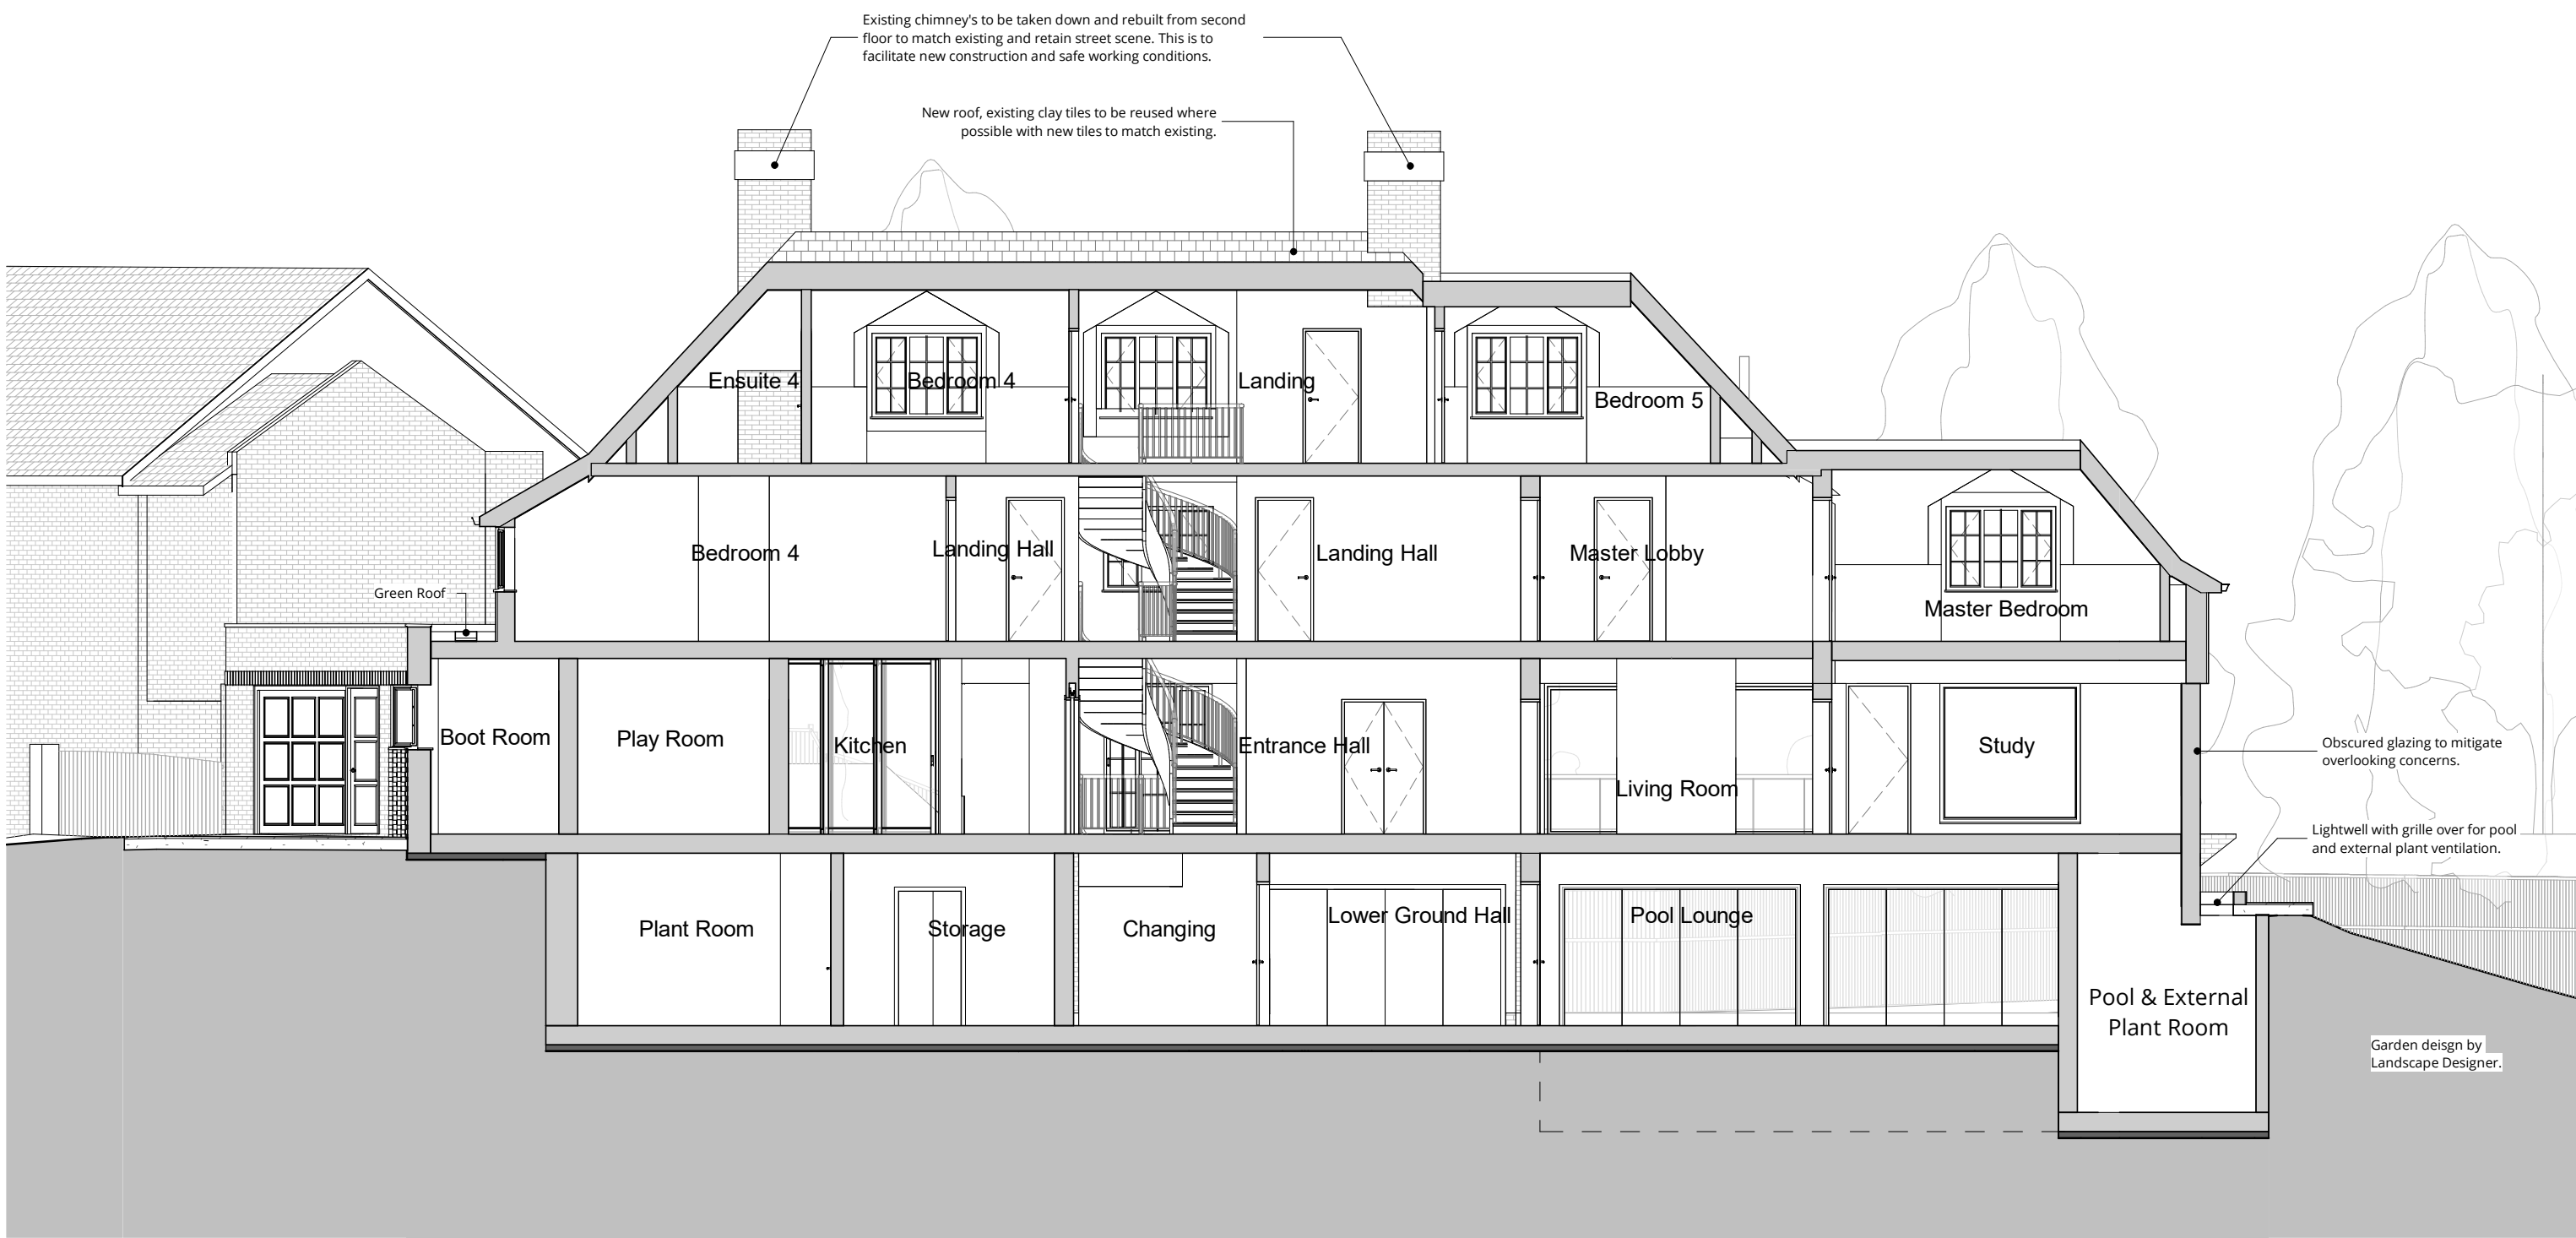 Existing chimney's to be taken down and rebuilt from second
floor to match existing and retain street scene. This is to
facilitate new construction and safe working conditions.
New roof, existing clay tiles to be reused where
possible with new tiles to match existing.
Ensuite 4
Bedroom 4
Landing
Bedroom 5
Bedroom 4
Landing Hall
Landing Hall
Master Lobby
Master Bedroom
Green Roof
Boot Room
Play Room
Kitchen
Entrance Hall
Living Room
Study
Obscured glazing to mitigate
overlooking concerns.
Lightwell with grille over for pool
and external plant ventilation.
Plant Room
Storage
Changing
Lower Ground Hall
Pool Lounge
Pool & External
Plant Room
Garden deisgn by
Landscape Designer.